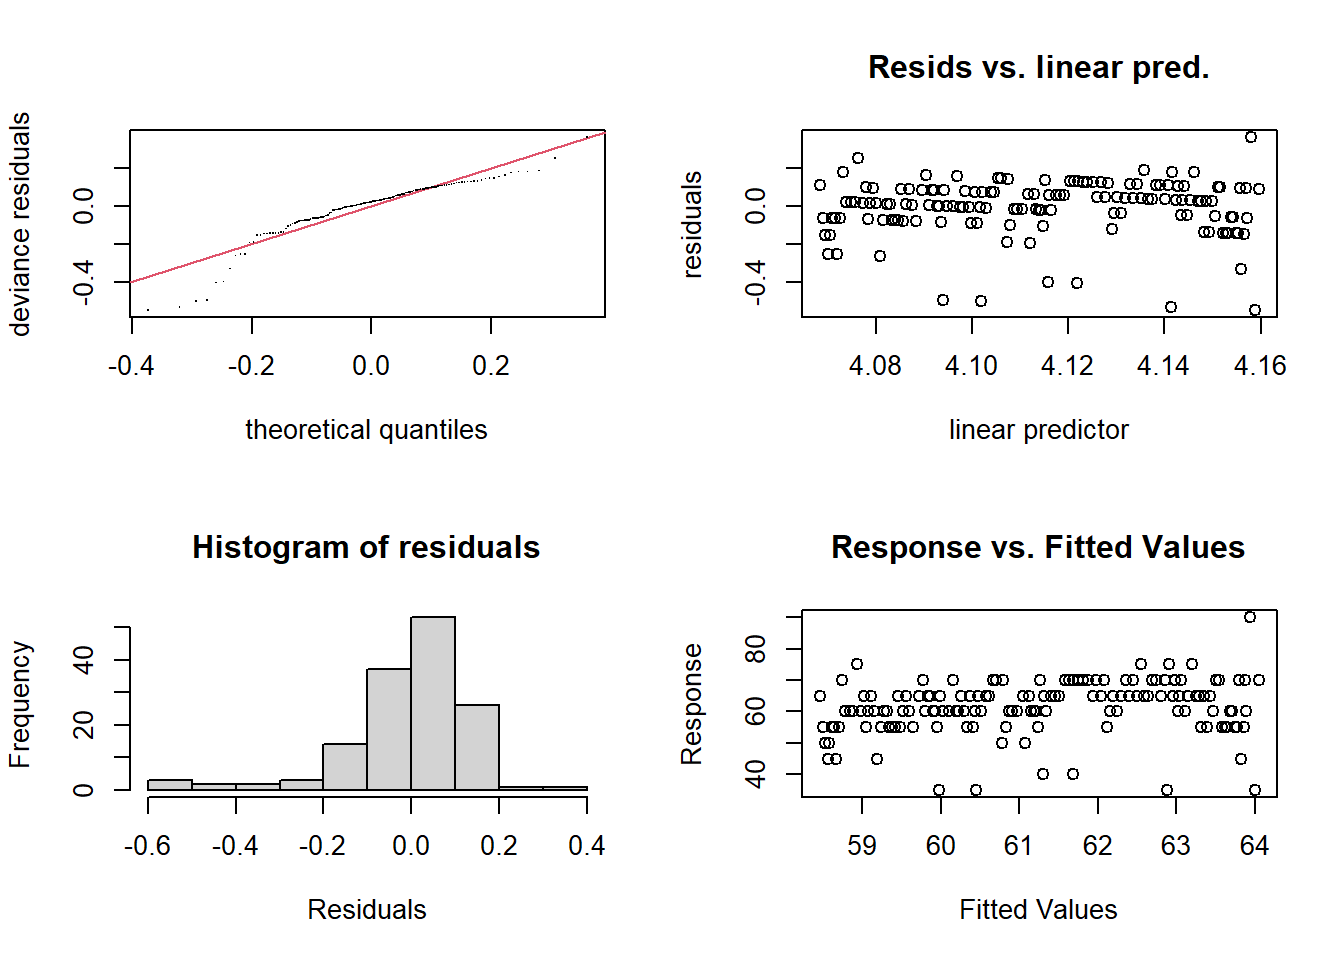 deviance residuals
-0.4 0.0
-0.4 -0.2 0.0 0.2
theoretical quantiles
Resids vs. linear pred.
residuals
-0.4 0.0
4.08 4.10 4.12 4.14 4.16
linear predictor
Histogram of residuals
Frequency
0 20 40
-0.6 -0.4 -0.2 0.0 0.2 0.4
Residuals
Response vs. Fitted Values
Response
40 60 80
59 60 61 62 63 64
Fitted Values